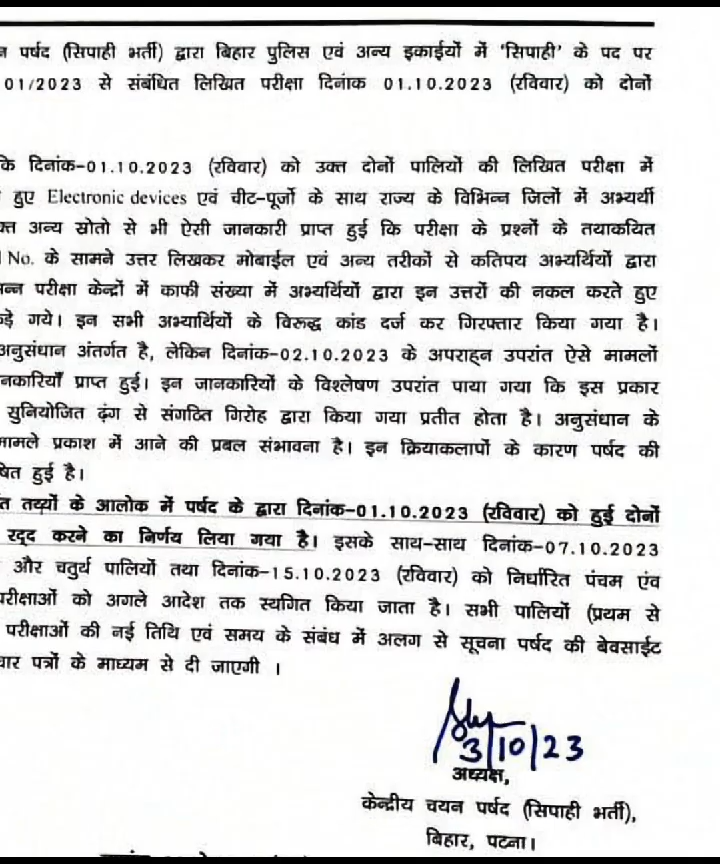 पर्षद (सिपाही भर्ती) द्वारा बिहार पुलिस एवं अन्य इकाईयों में 'सिपाही' के पद पर
01/2023 से संबंधित लिखित परीक्षा दिनांक 01.10.2023 (रविवार) को दोनों
कि दिनांक-01.10.2023 (रविवार) को उक्त दोनों पालियों की लिखित परीक्षा में
हुए Electronic devices एवं चीट-पूर्जो के साथ राज्य के विभिन्न जिलों में अभ्यर्थी
अन्य स्रोतो से भी ऐसी जानकारी प्राप्त हुई कि परीक्षा के प्रश्नों के तथाकथित
No. के सामने उत्तर लिखकर मोबाईल एवं अन्य तरीकों से कतिपय अभ्यर्थियों द्वारा
परीक्षा केन्द्रों में काफी संख्या में अभ्यर्थियों द्वारा इन उत्तरों की नकल करते हुए
गये। इन सभी अभ्यार्थियों के विरूद्ध कांड दर्ज कर गिरफ्तार किया गया है।
अनुसंधान अंतर्गत है, लेकिन दिनांक-02.10.2023 के अपराह्न उपरांत ऐसे मामलों
प्राप्त हुई। इन जानकारियों के विश्लेषण उपरांत पाया गया कि इस प्रकार
सुनियोजित ढ़ंग से संगठित गिरोह द्वारा किया गया प्रतीत होता है। अनुसंधान के
प्रकाश में आने की प्रबल संभावना है। इन क्रियाकलापों के कारण पर्षद की
हुई है।
तथ्यों के आलोक में पर्षद के द्वारा दिनांक-01.10.2023 (रविवार) को हुई दोनों
रद्द करने का निर्णय लिया गया है। इसके साथ-साथ दिनांक-07.10.2023
और चतुर्थ पालियों तथा दिनांक-15.10.2023 (रविवार) को निर्धारित पंचम एंव
परीक्षाओं को अगले आदेश तक स्थगित किया जाता है। सभी पालियों (प्रथम से
परीक्षाओं की नई तिथि एवं समय के संबंध में अलग से सूचना पर्षद की बेवसाईट
पत्रों के माध्यम से दी जाएगी ।
3/10/23
अध्यक्ष,
केन्द्रीय चयन पर्षद (सिपाही भर्ती),
बिहार, पटना।